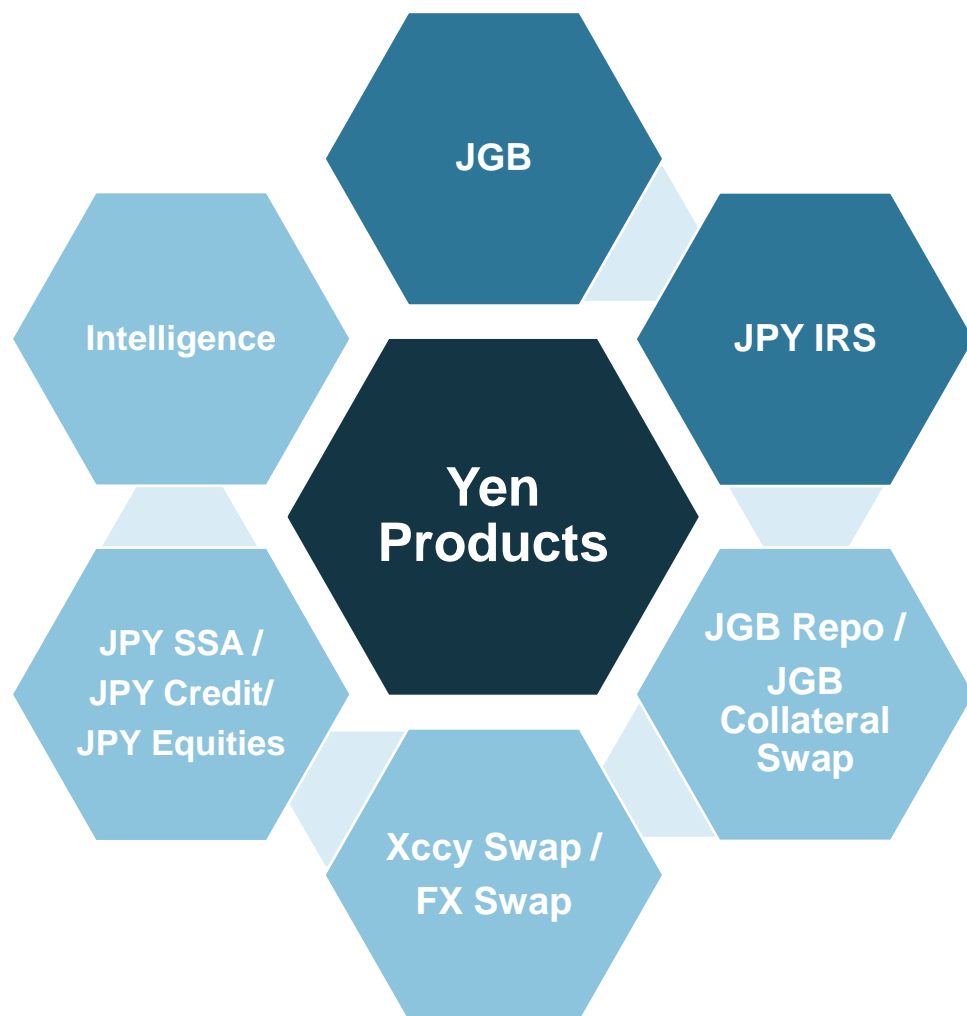 JGB
Intelligence
JPY IRS
Yen
Products
JPY SSA /
JPY Credit/
JPY Equities
JGB Repo /
JGB
Collateral
Swap
Xccy Swap /
FX Swap